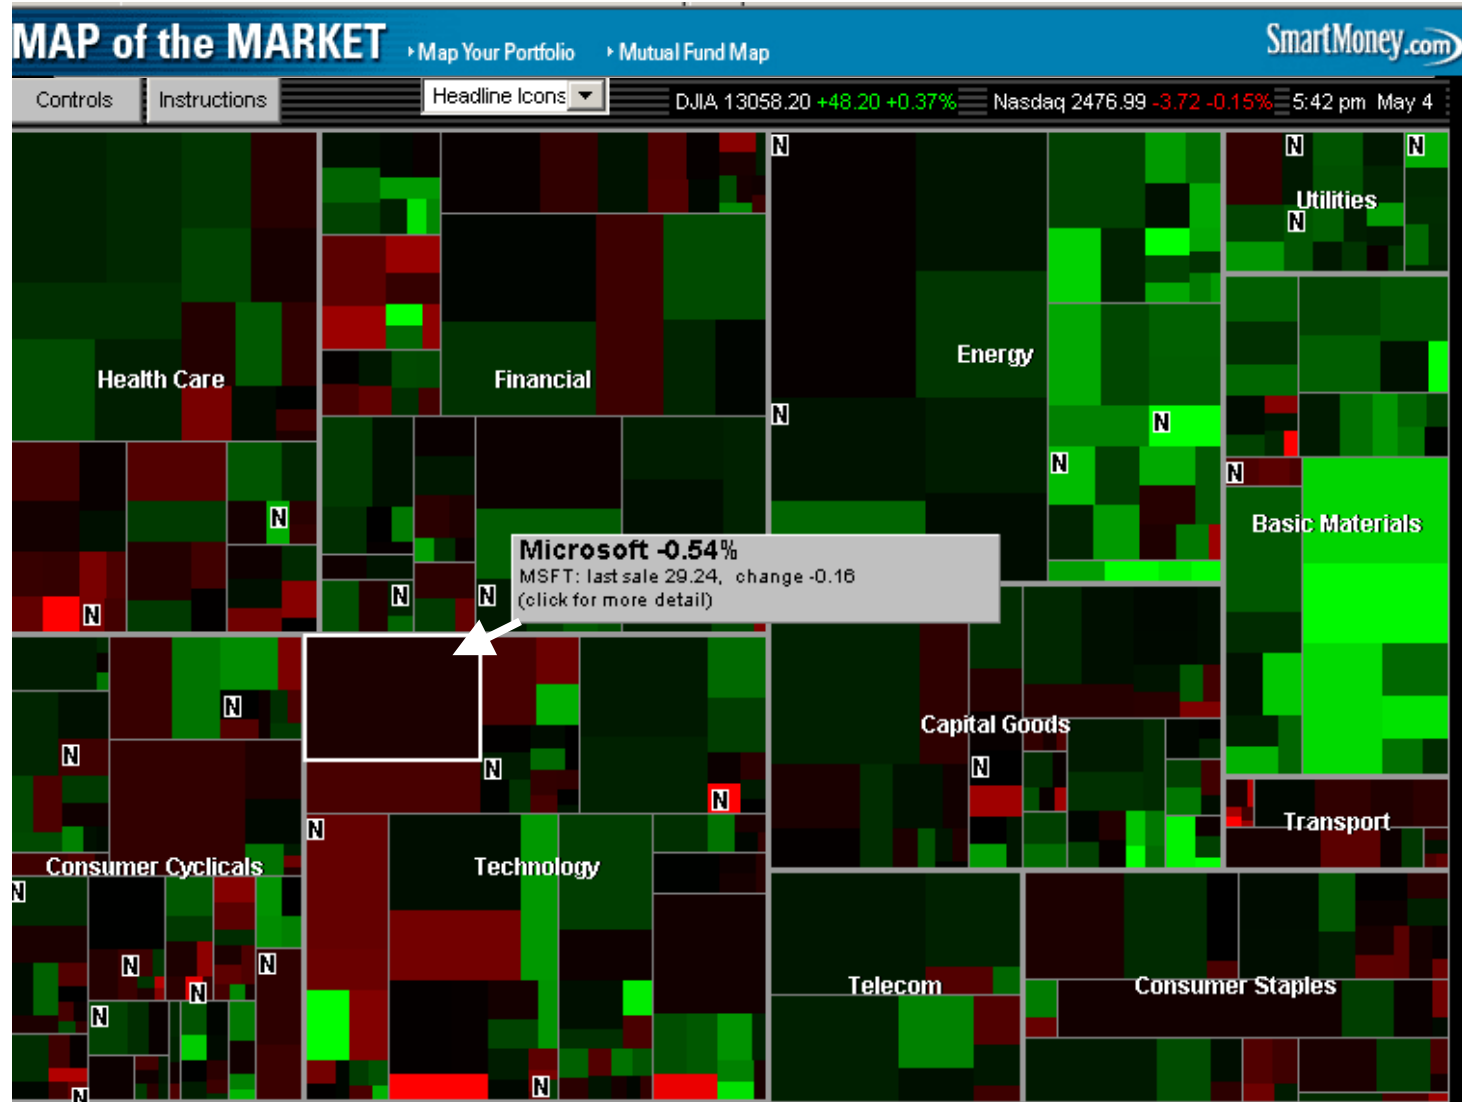 MAP of the MARKET
Map Your Portfolio
Mutual Fund Map
SmartMoney.com
Controls
Instructions
Headline Icons
DJIA 13058.20 +48.20 +0.37%
Nasdaq 2476.99 -3.72 -0.15%
5:42 pm May 4
N
N
N
Utilities
N
Energy
Health Care
Financial
N
N
N
N
N
Basic Materials
N
Microsoft -0.54%
MSFT: last sale 29.24, change -0.16
(click for more detail)
N
N
N
N
Capital Goods
N
N
N
N
N
Transport
Consumer Cyclicals
Technology
N
N
N
N
Telecom
Consumer Staples
N
N
N